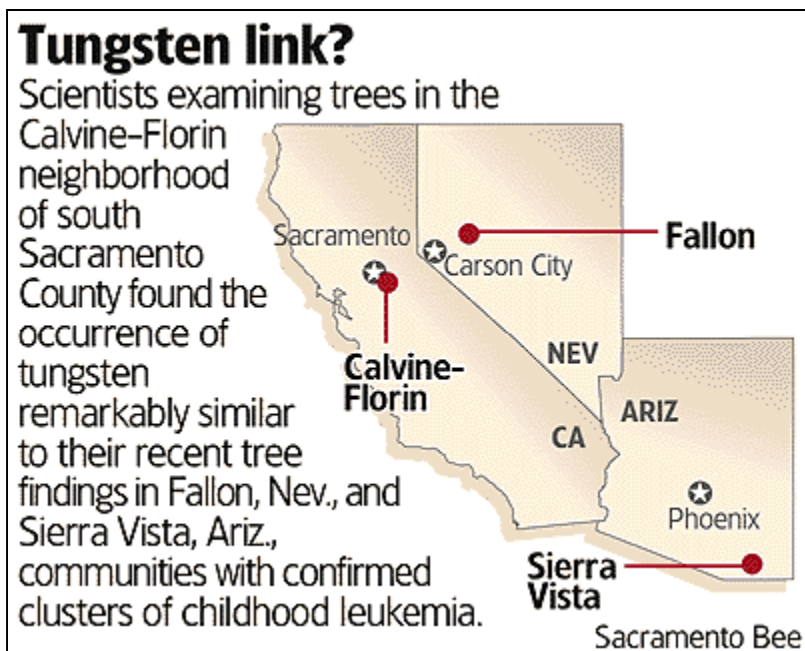 Tungsten link?
Scientists examining trees in the
Calvine-Florin
neighborhood
of south
Sacramento
County found the
occurrence of
tungsten
remarkably similar
to their recent tree
findings in Fallon, Nev., and
Sierra Vista, Ariz.,
communities with confirmed
clusters of childhood leukemia.
Sacramento
Fallon
Carson City
Calvine-
Florin
NEV
CA
ARIZ
Phoenix
Sierra
Vista
Sacramento Bee